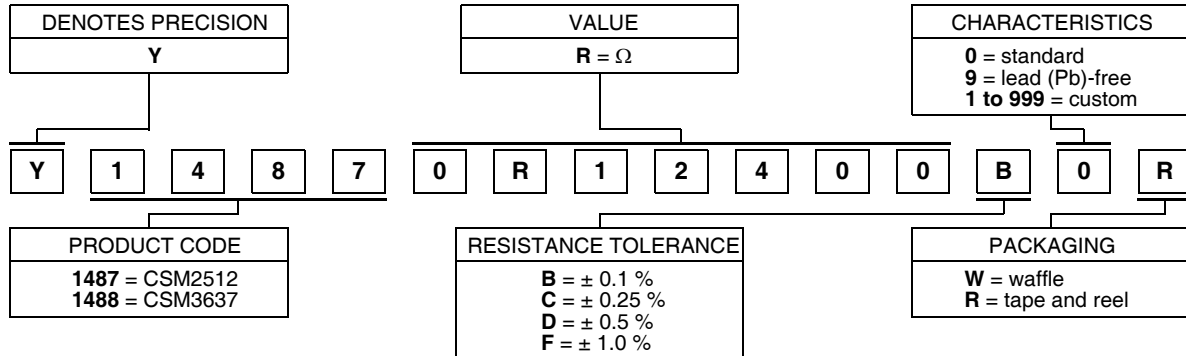 DENOTES PRECISION
Y
VALUE
R = Ω
CHARACTERISTICS
0 = standard
9 = lead (Pb)-free
1 to 999 = custom
Y 1 4 8 7 0 R 1 2 4 0 0 B 0 R
PRODUCT CODE
1487 = CSM2512
1488 = CSM3637
RESISTANCE TOLERANCE
B = ± 0.1 %
C = ± 0.25 %
D = ± 0.5 %
F = ± 1.0 %
PACKAGING
W = waffle
R = tape and reel